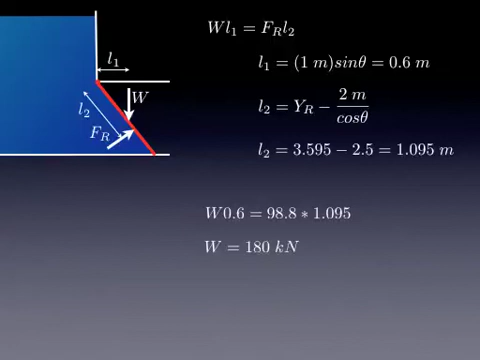 W l₁ = F_R l₂
l₁ = (1 m)sinθ = 0.6 m
l₂ = Y_R − 2 m / cosθ
l₂ = 3.595 − 2.5 = 1.095 m
W0.6 = 98.8 ∗ 1.095
W = 180 kN
l₁
W
l₂
F_R